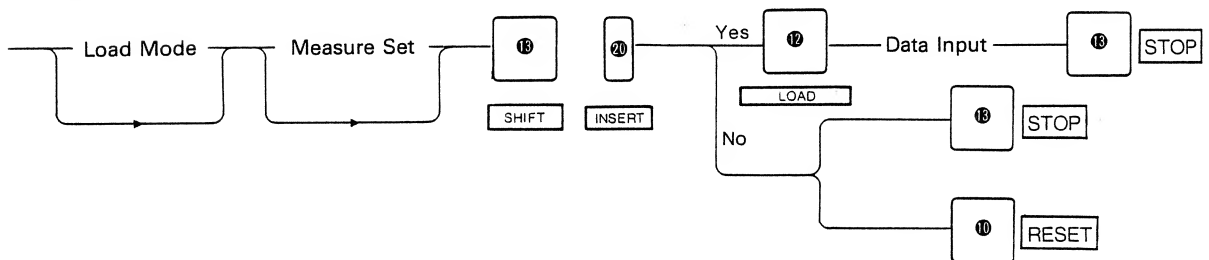 Load Mode
Measure Set
⓭
SHIFT
⓴
INSERT
Yes
⓬
LOAD
Data Input
⓭
STOP
No
⓭
STOP
❿
RESET